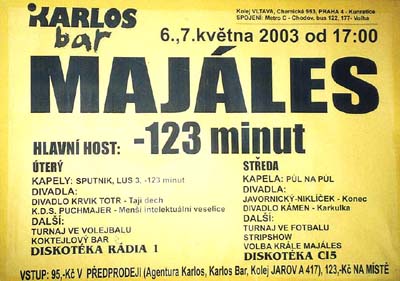 KARLOS
bar
Kolej VLTAVA, Chemická 953, PRAHA 4 - Kunratice
SPOJENÍ: Metro C - Chodov, bus 122, 177- Volha
6.,7.května 2003 od 17:00
MAJÁLES
HLAVNÍ HOST: -123 minut
ÚTERÝ
KAPELY: SPUTNIK, LUS 3, -123 minut
DIVADLA:
DIVADLO KRVIK TOTR - Tají dech
K.D.S. PUCHMAJER - Menší intelektuální veselice
DALŠÍ:
TURNAJ VE VOLEJBALU
KOKTEJLOVÝ BAR
DISKOTÉKA RÁDIA 1
STŘEDA
KAPELA: PŮL NA PŮL
DIVADLA:
JAVORNICKÝ-NIKLÍČEK - Konec
DIVADLO KÁMEN - Karkulka
DALŠÍ:
TURNAJ VE FOTBALU
STRIPSHOW
VOLBA KRÁLE MAJÁLES
DISKOTÉKA C15
VSTUP: 95,-Kč V PŘEDPRODEJI (Agentura Karlos, Karlos Bar, Kolej JAROV A 417), 123,-Kč NA MÍSTĚ